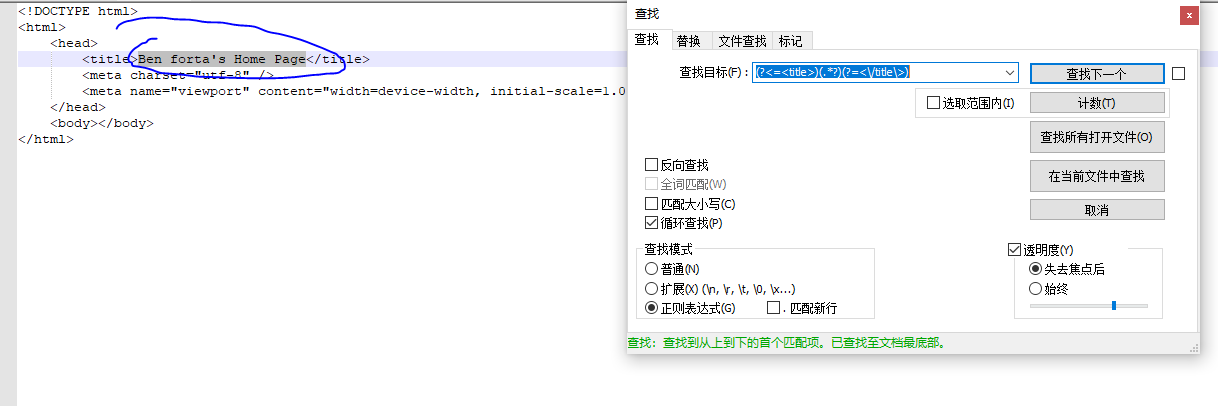 <!DOCTYPE html>
<html>
<head>
<title>Ben forta's Home Page</title>
<meta charset="utf-8" />
<meta name="viewport" content="width=device-width, initial-scale=1.0
</head>
<body></body>
</html>
查找
查找 替换 文件查找 标记
查找目标(F) : (?<=<title>)(.*?)(?=<\/title\>) 查找下一个
选取范围内(I) 计数(T)
查找所有打开文件(O)
反向查找 在当前文件中查找
全词匹配(W)
匹配大小写(C) 取消
循环查找(P)
查找模式 透明度(Y)
普通(N) 失去焦点后
扩展(X) (\n, \r, \t, \0, \x...) 始终
正则表达式(G) . 匹配新行
查找: 查找到从上到下的首个匹配项。已查找至文档最底部。